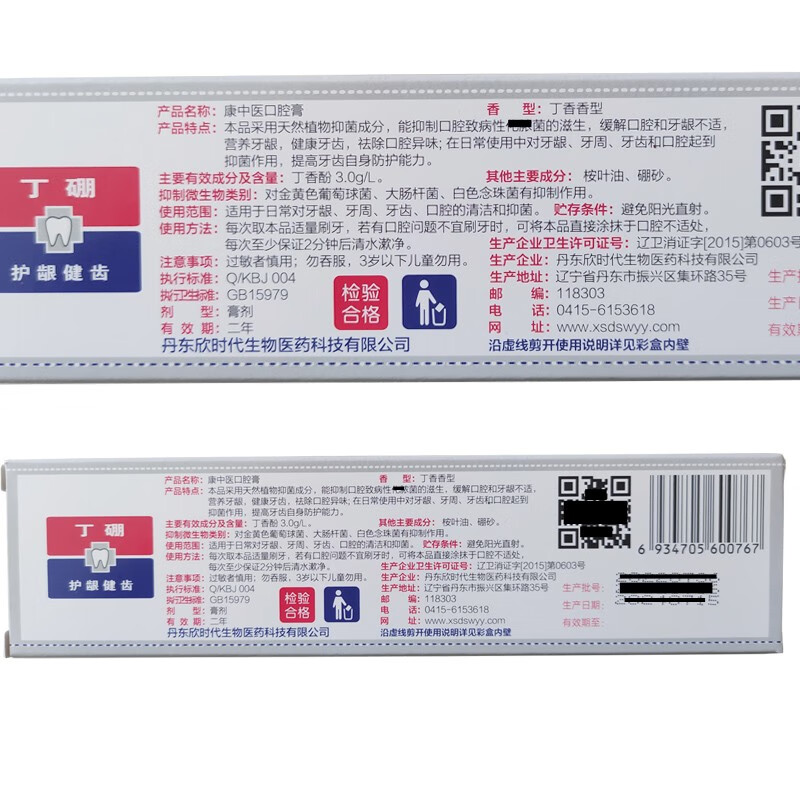 产品名称：康中医口腔膏
香 型：丁香香型
产品特点：本品采用天然植物抑菌成分，能抑制口腔致病性 菌的滋生，缓解口腔和牙龈不适，
营养牙龈，健康牙齿，祛除口腔异味；在日常使用中对牙龈、牙周、牙齿和口腔起到
抑菌作用，提高牙齿自身防护能力。
主要有效成分及含量：丁香酚 3.0g/L。
其他主要成分：桉叶油、硼砂。
抑制微生物类别：对金黄色葡萄球菌、大肠杆菌、白色念珠菌有抑制作用。
使用范围：适用于日常对牙龈、牙周、牙齿、口腔的清洁和抑菌。
贮存条件：避免阳光直射。
使用方法：每次取本品适量刷牙，若有口腔问题不宜刷牙时，可将本品直接涂抹于口腔不适处，
每次至少保证2分钟后清水漱净。
注意事项：过敏者慎用；勿吞服，3岁以下儿童勿用。
执行标准：Q/KBJ 004
执行卫生标准：GB15979
剂 型：膏剂
有 效 期：二年
丹东欣时代生物医药科技有限公司
检验
合格
生产企业卫生许可证号：辽卫消证字[2015]第0603号
生产企业：丹东欣时代生物医药科技有限公司
生产地址：辽宁省丹东市振兴区集环路35号
邮 编：118303
电 话：0415-6153618
网 址：www.xsdswyy.com
沿虚线剪开使用说明详见彩盒内壁
生产批
生产日
有效期
丁 硼
护龈健齿
产品名称：康中医口腔膏
香 型：丁香香型
产品特点：本品采用天然植物抑菌成分，能抑制口腔致病性 菌的滋生，缓解口腔和牙龈不适，
营养牙龈，健康牙齿，祛除口腔异味；在日常使用中对牙龈、牙周、牙齿和口腔起到
抑菌作用，提高牙齿自身防护能力。
主要有效成分及含量：丁香酚 3.0g/L。
其他主要成分：桉叶油、硼砂。
抑制微生物类别：对金黄色葡萄球菌、大肠杆菌、白色念珠菌有抑制作用。
使用范围：适用于日常对牙龈、牙周、牙齿、口腔的清洁和抑菌。
贮存条件：避免阳光直射。
使用方法：每次取本品适量刷牙，若有口腔问题不宜刷牙时，可将本品直接涂抹于口腔不适处，
每次至少保证2分钟后清水漱净。
注意事项：过敏者慎用；勿吞服，3岁以下儿童勿用。
执行标准：Q/KBJ 004
执行卫生标准：GB15979
剂 型：膏剂
有 效 期：二年
丹东欣时代生物医药科技有限公司
检验
合格
生产企业卫生许可证号：辽卫消证字[2015]第0603号
生产企业：丹东欣时代生物医药科技有限公司
生产地址：辽宁省丹东市振兴区集环路35号
邮 编：118303
电 话：0415-6153618
网 址：www.xsdswyy.com
沿虚线剪开使用说明详见彩盒内壁
丁 硼
护龈健齿
6 934705 600767
生产批号：
生产日期：
有效期至：